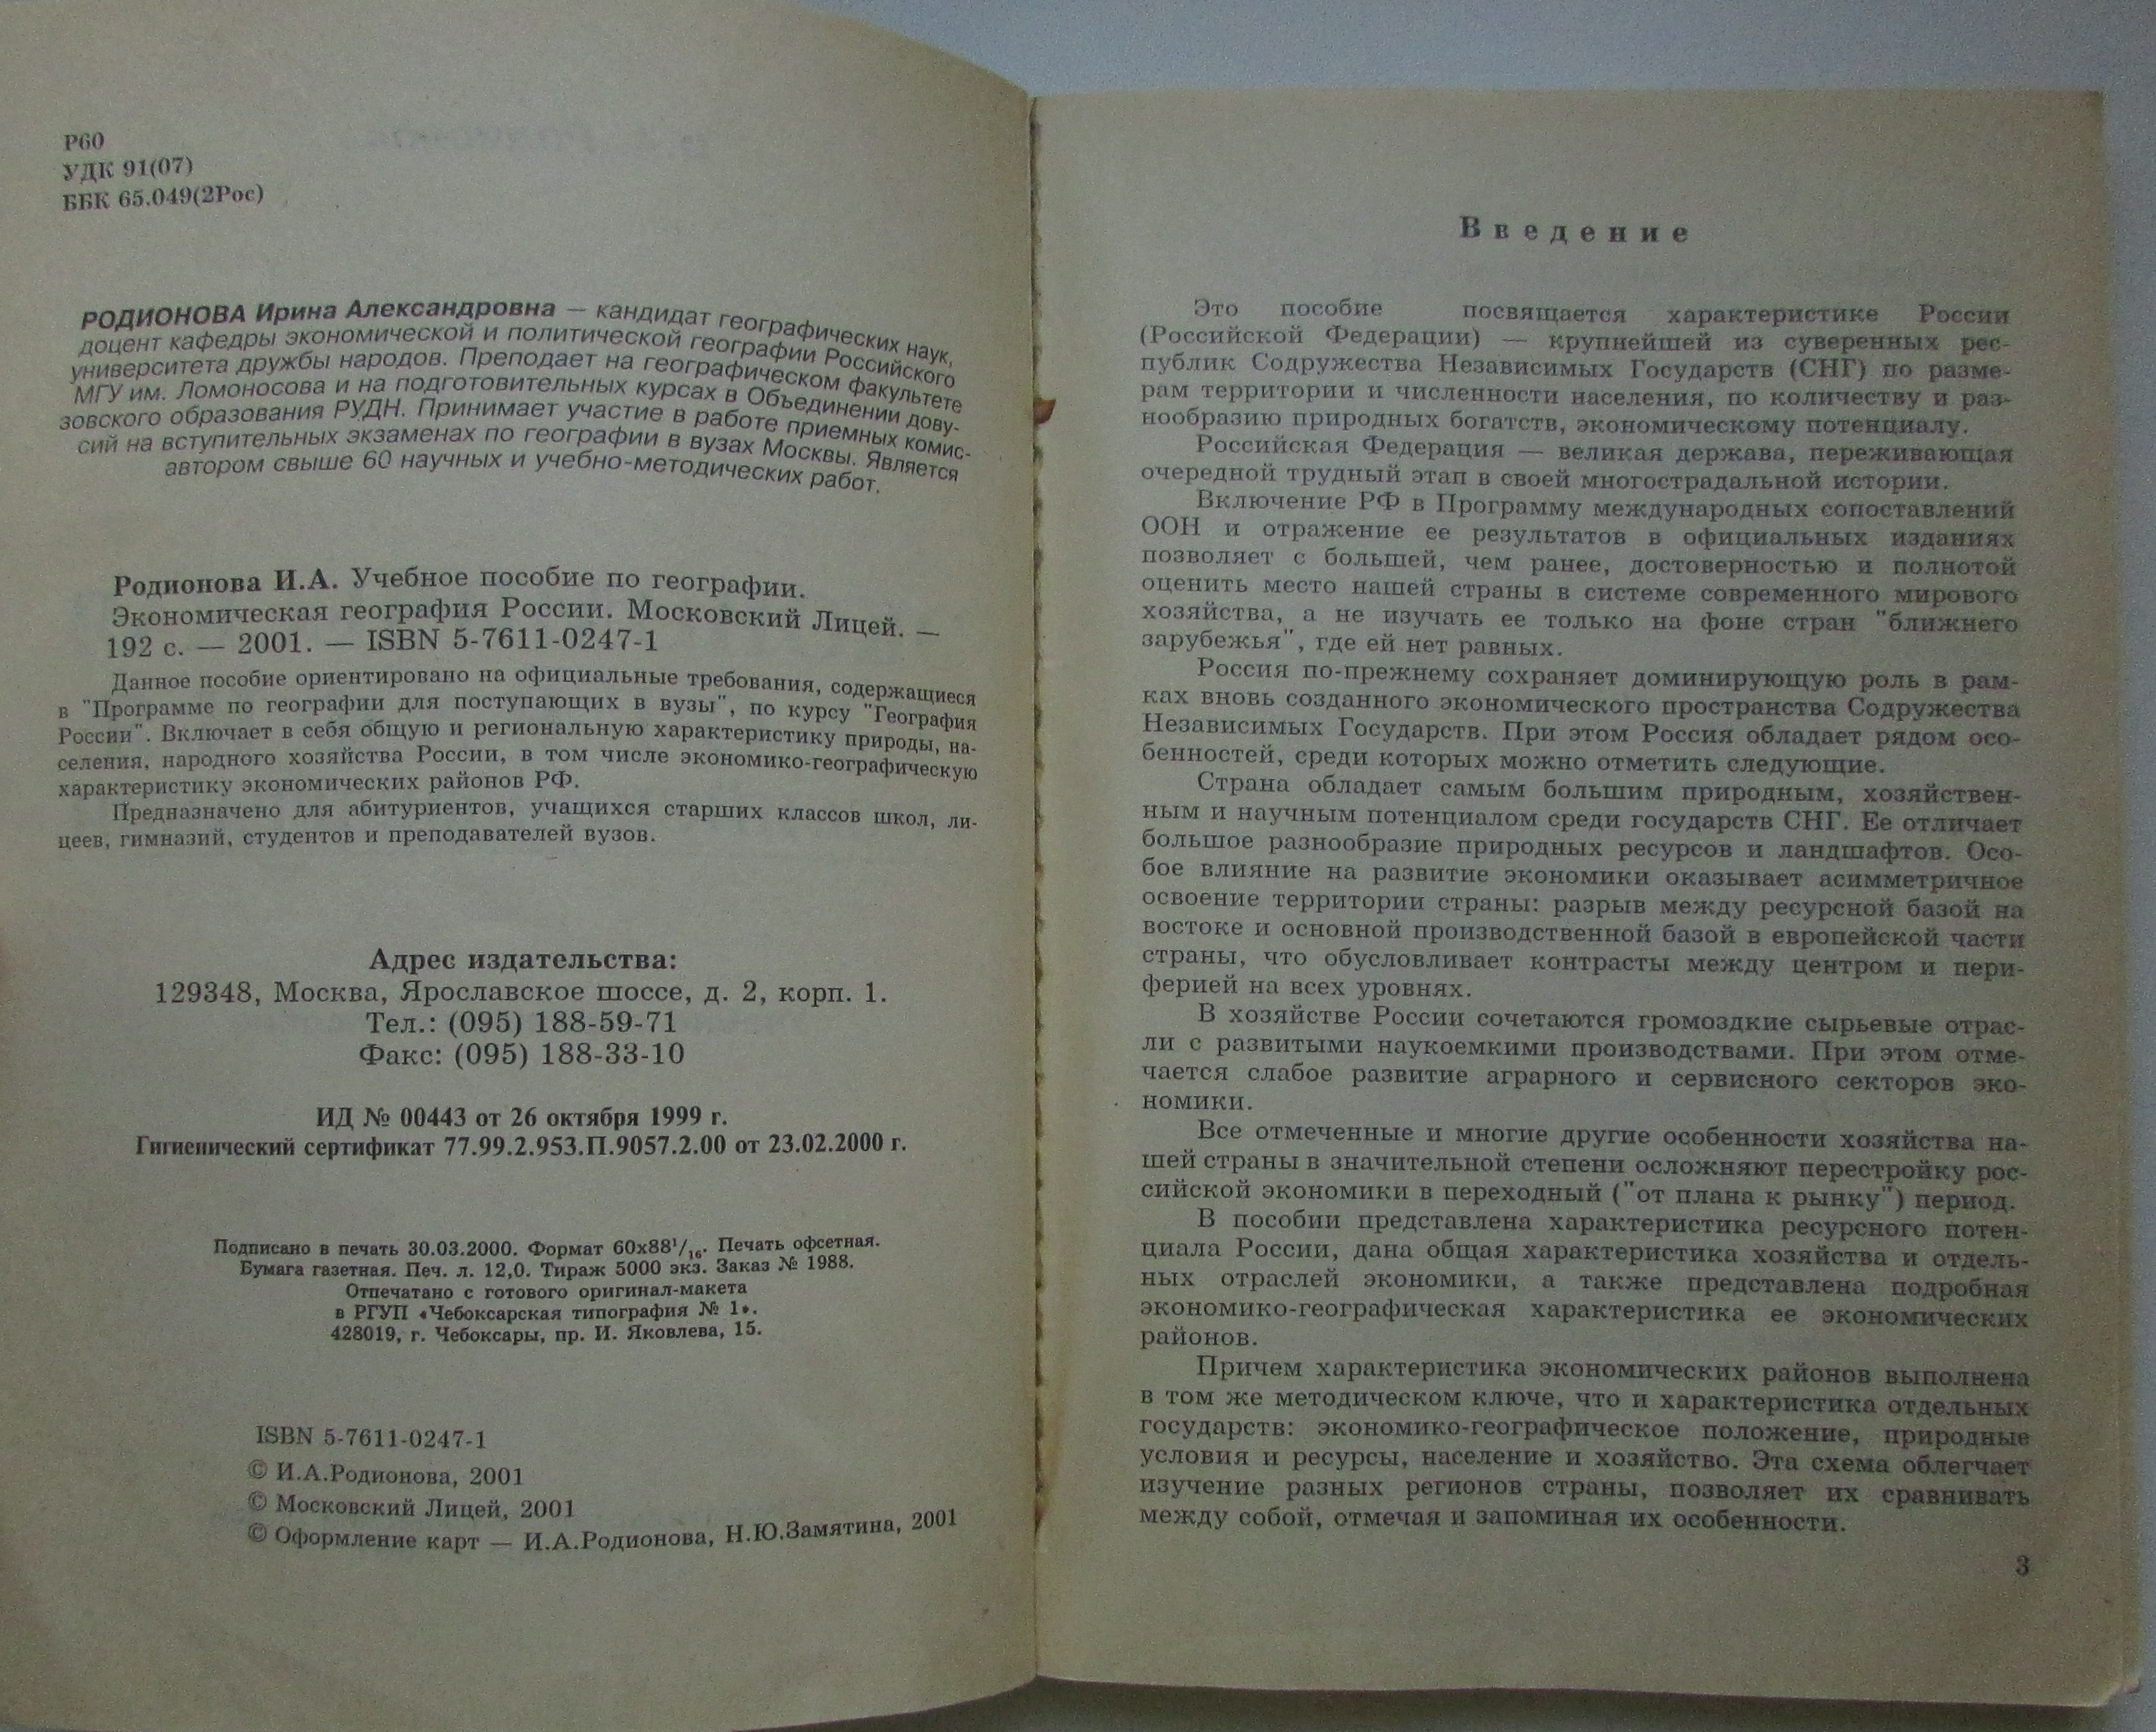 Р60
УДК 91(07)
ББК 65.049(2Рос)
РОДИОНОВА Ирина Александровна — кандидат географических наук,
доцент кафедры экономической и политической географии Российского
университета дружбы народов. Преподает на географическом факультете
МГУ им. Ломоносова и на подготовительных курсах в Объединении дову-
зовского образования РУДН. Принимает участие в работе приемных комис-
сий на вступительных экзаменах по географии в вузах Москвы. Является
автором свыше 60 научных и учебно-методических работ.
Родионова И.А. Учебное пособие по географии.
Экономическая география России. Московский Лицей. —
192 с. — 2001. — ISBN 5-7611-0247-1
Данное пособие ориентировано на официальные требования, содержащиеся
в "Программе по географии для поступающих в вузы", по курсу "География
России". Включает в себя общую и региональную характеристику природы, на-
селения, народного хозяйства России, в том числе экономико-географическую
характеристику экономических районов РФ.
Предназначено для абитуриентов, учащихся старших классов школ, ли-
цеев, гимназий, студентов и преподавателей вузов.
Адрес издательства:
129348, Москва, Ярославское шоссе, д. 2, корп. 1.
Тел.: (095) 188-59-71
Факс: (095) 188-33-10
ИД № 00443 от 26 октября 1999 г.
Гигиенический сертификат 77.99.2.953.П.9057.2.00 от 23.02.2000 г.
Подписано в печать 30.03.2000. Формат 60х88¹/₁₆. Печать офсетная.
Бумага газетная. Печ. л. 12,0. Тираж 5000 экз. Заказ № 1988.
Отпечатано с готового оригинал-макета
в РГУП «Чебоксарская типография № 1».
428019, г. Чебоксары, пр. И. Яковлева, 15.
ISBN 5-7611-0247-1
© И.А.Родионова, 2001
© Московский Лицей, 2001
© Оформление карт — И.А.Родионова, Н.Ю.Замятина, 2001
Введение
Это пособие посвящается характеристике России
(Российской Федерации) — крупнейшей из суверенных рес-
публик Содружества Независимых Государств (СНГ) по разме-
рам территории и численности населения, по количеству и раз-
нообразию природных богатств, экономическому потенциалу.
Российская Федерация — великая держава, переживающая
очередной трудный этап в своей многострадальной истории.
Включение РФ в Программу международных сопоставлений
ООН и отражение ее результатов в официальных изданиях
позволяет с большей, чем ранее, достоверностью и полнотой
оценить место нашей страны в системе современного мирового
хозяйства, а не изучать ее только на фоне стран "ближнего
зарубежья", где ей нет равных.
Россия по-прежнему сохраняет доминирующую роль в рам-
ках вновь созданного экономического пространства Содружества
Независимых Государств. При этом Россия обладает рядом осо-
бенностей, среди которых можно отметить следующие.
Страна обладает самым большим природным, хозяйствен-
ным и научным потенциалом среди государств СНГ. Ее отличает
большое разнообразие природных ресурсов и ландшафтов. Осо-
бое влияние на развитие экономики оказывает асимметричное
освоение территории страны: разрыв между ресурсной базой на
востоке и основной производственной базой в европейской части
страны, что обусловливает контрасты между центром и пери-
ферией на всех уровнях.
В хозяйстве России сочетаются громоздкие сырьевые отрас-
ли с развитыми наукоемкими производствами. При этом отме-
чается слабое развитие аграрного и сервисного секторов эко-
номики.
Все отмеченные и многие другие особенности хозяйства на-
шей страны в значительной степени осложняют перестройку рос-
сийской экономики в переходный ("от плана к рынку") период.
В пособии представлена характеристика ресурсного потен-
циала России, дана общая характеристика хозяйства и отдель-
ных отраслей экономики, а также представлена подробная
экономико-географическая характеристика ее экономических
районов.
Причем характеристика экономических районов выполнена
в том же методическом ключе, что и характеристика отдельных
государств: экономико-географическое положение, природные
условия и ресурсы, население и хозяйство. Эта схема облегчает
изучение разных регионов страны, позволяет их сравнивать
между собой, отмечая и запоминая их особенности.
3